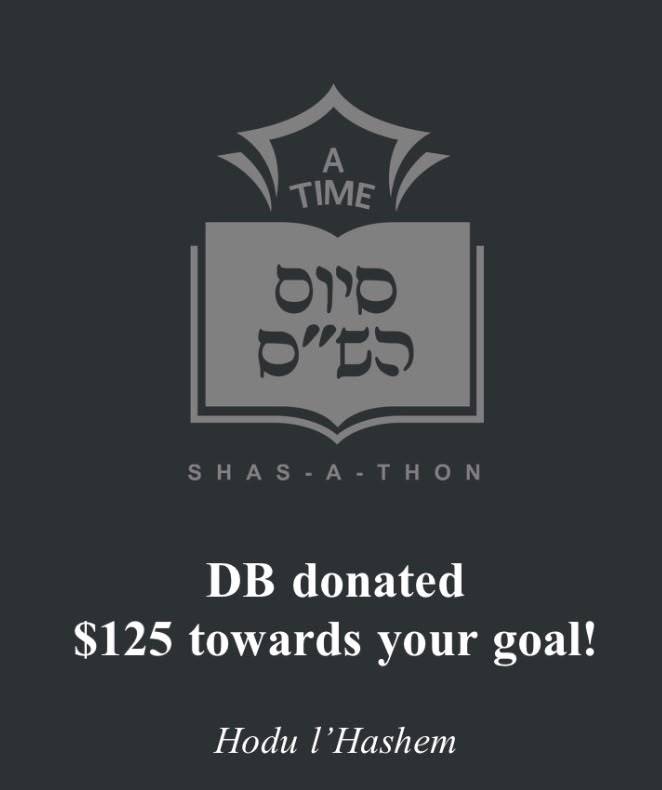 A
TIME
סיום
הש״ס
SHAS-A-THON
DB donated
$125 towards your goal!
Hodu l’Hashem